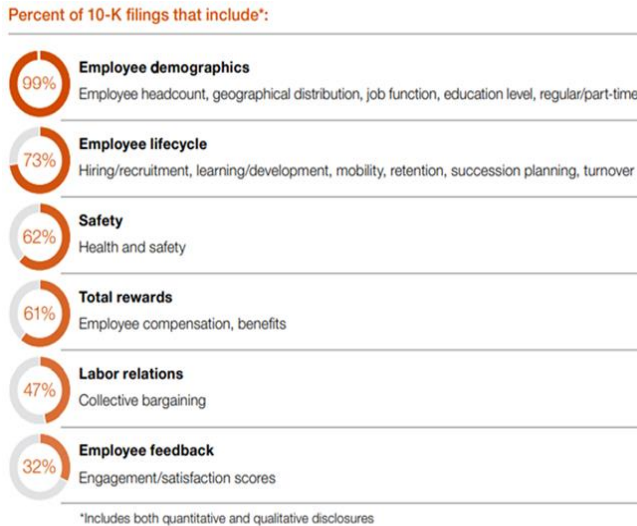 Percent of 10-K filings that include*:
99%
Employee demographics
Employee headcount, geographical distribution, job function, education level, regular/part-time
73%
Employee lifecycle
Hiring/recruitment, learning/development, mobility, retention, succession planning, turnover
62%
Safety
Health and safety
61%
Total rewards
Employee compensation, benefits
47%
Labor relations
Collective bargaining
32%
Employee feedback
Engagement/satisfaction scores
*Includes both quantitative and qualitative disclosures